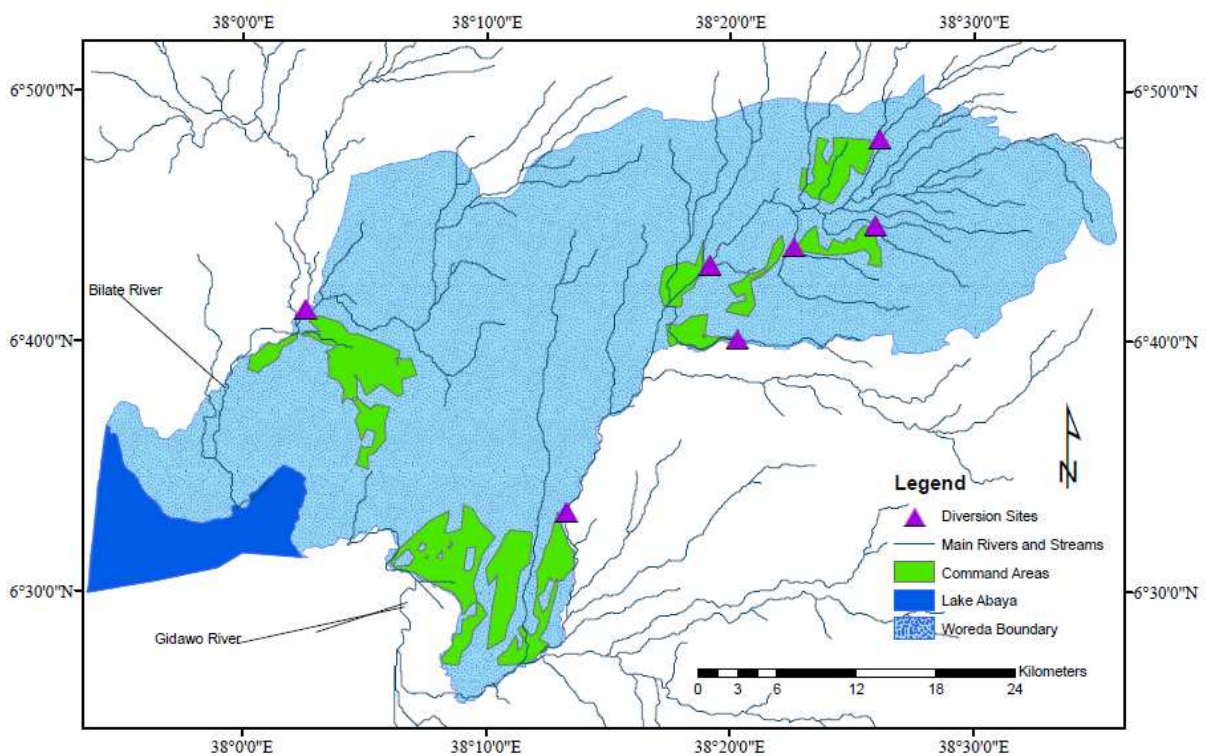 38°0'0"E 38°10'0"E 38°20'0"E 38°30'0"E
6°50'0"N 6°50'0"N
Bilate River
6°40'0"N 6°40'0"N
N
Legend
Diversion Sites
Main Rivers and Streams
Command Areas
Lake Abaya
Woreda Boundary
6°30'0"N 6°30'0"N
Gidawo River
Kilometers
0 3 6 12 18 24
38°0'0"E 38°10'0"E 38°20'0"E 38°30'0"E